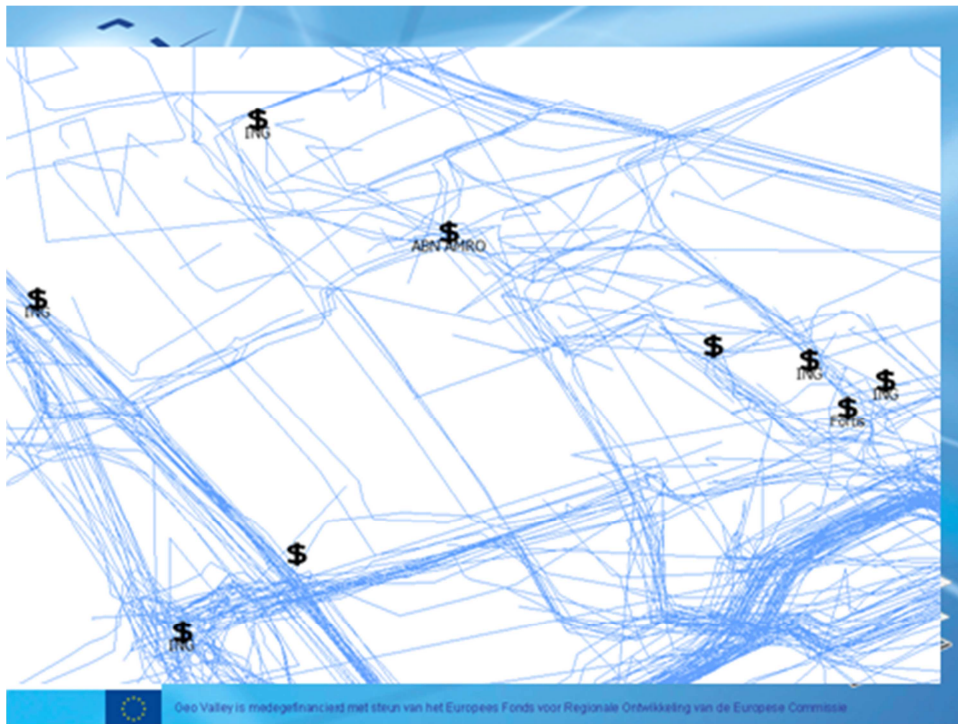 $
ING
$
ABN AMRO
$
ING
$
$
ING
$
ING
$
$
$
ING
Geo Valley is medegefinancierd met steun van het Europees Fonds voor Regionale Ontwikkeling van de Europese Commissie